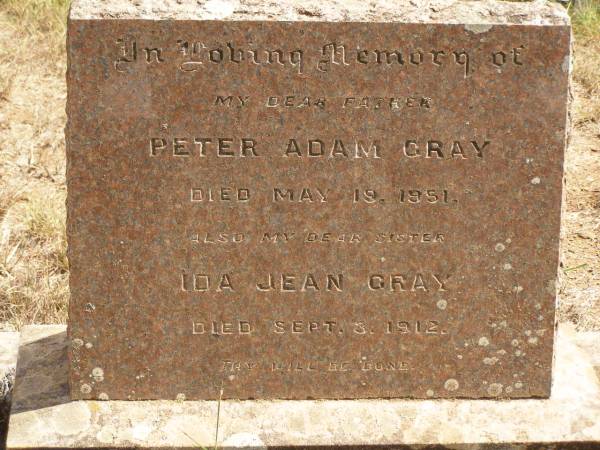 In Loving Memory of
MY DEAR FATHER
PETER ADAM GRAY
DIED MAY 19. 1951.
ALSO MY DEAR SISTER
IDA JEAN GRAY
DIED SEPT. 3. 1912.
THY WILL BE DONE.